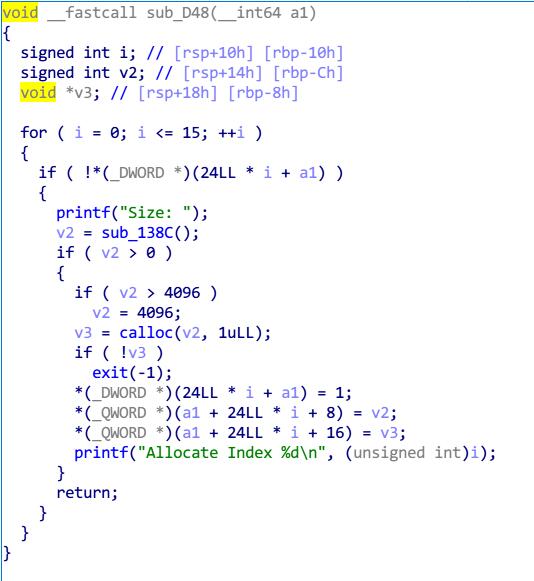 void __fastcall sub_D48(__int64 a1)
{
  signed int i; // [rsp+10h] [rbp-10h]
  signed int v2; // [rsp+14h] [rbp-Ch]
  void *v3; // [rsp+18h] [rbp-8h]

  for ( i = 0; i <= 15; ++i )
  {
    if ( !*(_DWORD *)(24LL * i + a1) )
    {
      printf("Size: ");
      v2 = sub_138C();
      if ( v2 > 0 )
      {
        if ( v2 > 4096 )
          v2 = 4096;
        v3 = calloc(v2, 1uLL);
        if ( !v3 )
          exit(-1);
        *(_DWORD *)(24LL * i + a1) = 1;
        *(_QWORD *)(a1 + 24LL * i + 8) = v2;
        *(_QWORD *)(a1 + 24LL * i + 16) = v3;
        printf("Allocate Index %d\n", (unsigned int)i);
      }
      return;
    }
  }
}